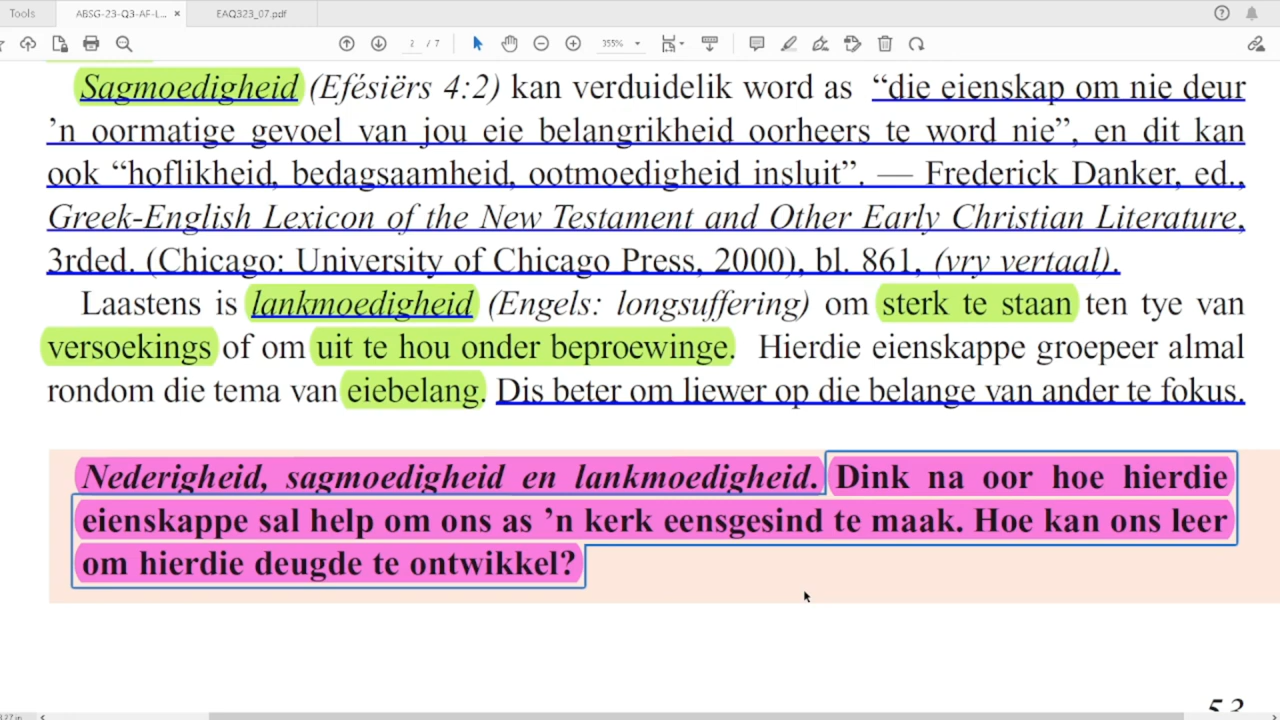 Tools ABSG-23-Q3-AF-L... × EAQ323_07.pdf
2 / 7 355%
Sagmoedigheid (Efésiërs 4:2) kan verduidelik word as “die eienskap om nie deur
’n oormatige gevoel van jou eie belangrikheid oorheers te word nie”, en dit kan
ook “hoflikheid, bedagsaamheid, ootmoedigheid insluit”. — Frederick Danker, ed.,
Greek-English Lexicon of the New Testament and Other Early Christian Literature,
3rded. (Chicago: University of Chicago Press, 2000), bl. 861, (vry vertaal).
Laastens is lankmoedigheid (Engels: longsuffering) om sterk te staan ten tye van
versoekings of om uit te hou onder beproewinge. Hierdie eienskappe groepeer almal
rondom die tema van eiebelang. Dis beter om liewer op die belange van ander te fokus.
Nederigheid, sagmoedigheid en lankmoedigheid. Dink na oor hoe hierdie
eienskappe sal help om ons as ’n kerk eensgesind te maak. Hoe kan ons leer
om hierdie deugde te ontwikkel?